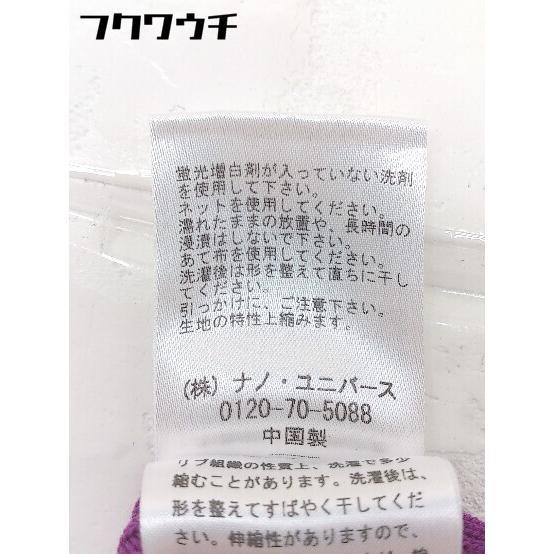 フクワウチ
蛍光増白剤が入っていない洗剤
を使用して下さい。
ネットを使用してください。
濡れたままの放置や、長時間の
浸漬はしないで下さい。
あて布を使用してください。
洗濯後は形を整えて直ちに干し
てください。
引っかけに、ご注意下さい。
生地の特性上縮みます。
(株) ナノ・ユニバース
0120-70-5088
中国製
リブ組織の性質上、洗濯で多少
縮むことがあります。洗濯後は、
形を整えてすばやく干してくだ
さい。伸縮性がありますので、